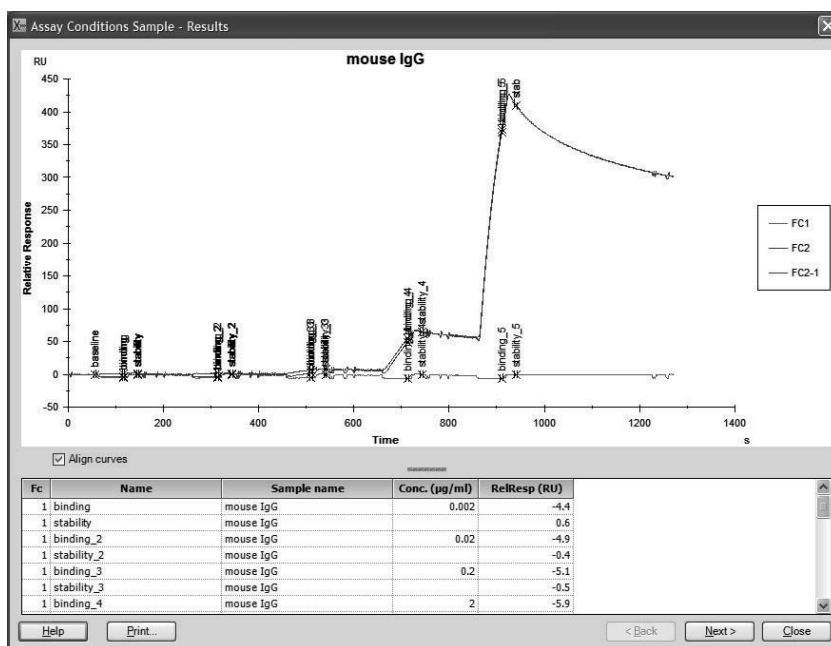 Assay Conditions Sample - Results
mouse IgG
RU
450
400
350
300
250
200
150
100
50
0
-50
Relative Response
0
200
400
600
800
1000
1200
1400
Time
s
baseline
binding
stability
binding_2
stability_2
stability_3
stability_4
binding_5
stability_5
stab
FC1
FC2
FC2-1
Align curves
Fc Name Sample name Conc. (µg/ml) RelResp (RU)
1 binding mouse IgG 0.002 -4.4
1 stability mouse IgG 0.6
1 binding_2 mouse IgG 0.02 -4.9
1 stability_2 mouse IgG -0.4
1 binding_3 mouse IgG 0.2 -5.1
1 stability_3 mouse IgG -0.5
1 binding_4 mouse IgG 2 -5.9
Help Print... < Back Next > Close